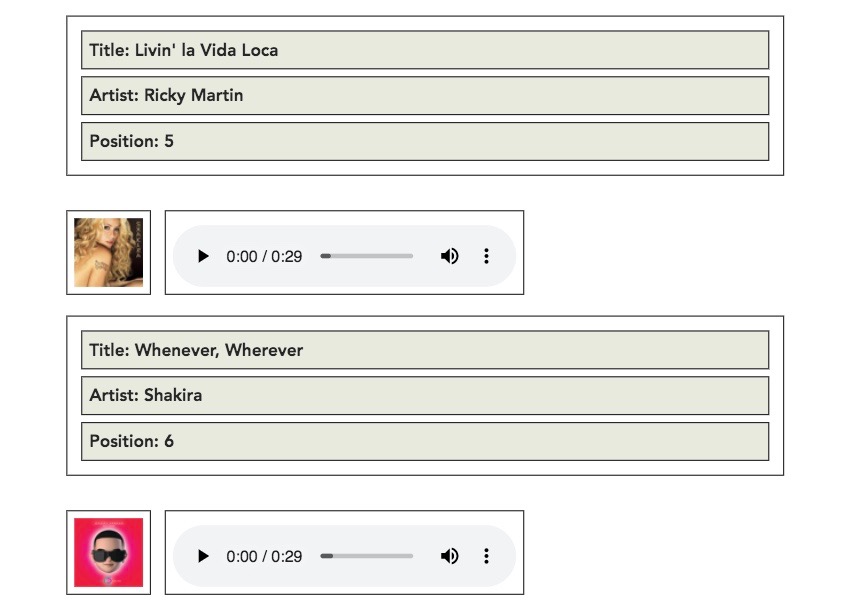 Title: Livin' la Vida Loca
Artist: Ricky Martin
Position: 5
0:00 / 0:29
Title: Whenever, Wherever
Artist: Shakira
Position: 6
0:00 / 0:29